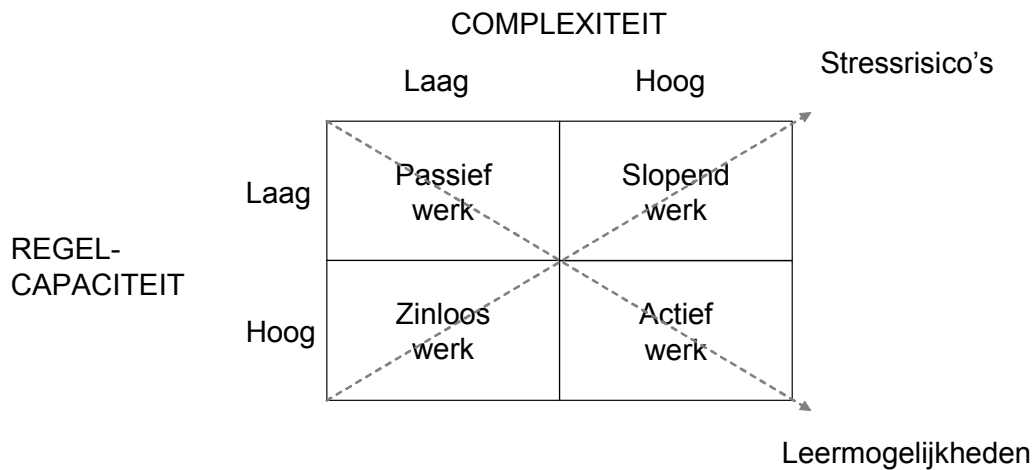 COMPLEXITEIT
Stressrisico's
Laag Hoog
Laag
Passief
werk
Slopend
werk
REGEL-
CAPACITEIT
Hoog
Zinloos
werk
Actief
werk
Leermogelijkheden